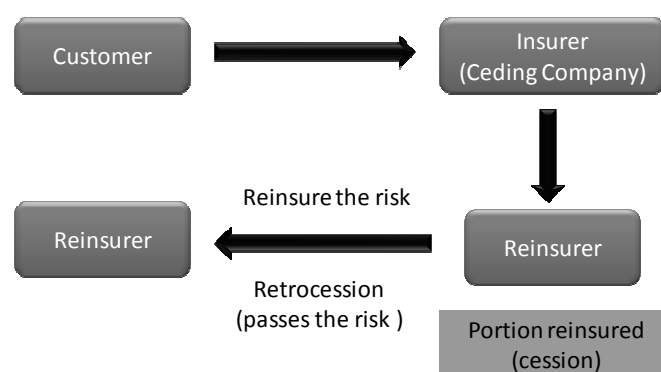 Customer
Insurer
(Ceding Company)
Reinsure the risk
Reinsurer
Reinsurer
Retrocession
(passes the risk )
Portion reinsured
(cession)